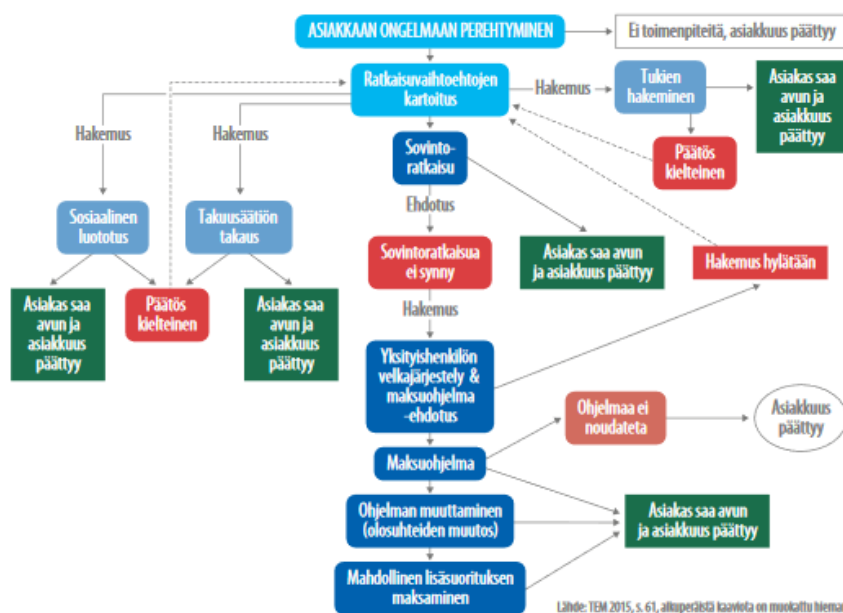 ASIAKKAAN ONGELMAAN PEREHTYMINEN
Ei toimenpiteitä, asiakkuus päättyy
Ratkaisuvaihtoehtojen
kartoitus
Hakemus
Tukien
hakeminen
Asiakas saa
avun ja
asiakkuus
päättyy
Hakemus
Hakemus
Sovinto-
ratkaisu
Päätös
kielteinen
Ehdotus
Sosiaalinen
luototus
Takuusäätiön
takaus
Sovintoratkaisua
ei synny
Asiakas saa avun
ja asiakkuus päättyy
Hakemus hylätään
Asiakas saa
avun ja
asiakkuus
päättyy
Päätös
kielteinen
Asiakas saa
avun ja
asiakkuus
päättyy
Hakemus
Yksityishenkilön
velkajärjestely &
maksuohjelma
-ehdotus
Ohjelmaa ei
noudateta
Asiakkuus
päättyy
Maksuohjelma
Ohjelman muuttaminen
(olosuhteiden muutos)
Asiakas saa avun
ja asiakkuus päättyy
Mahdollinen lisäsuorituksen
maksaminen
Lähde: TEM 2015, s. 61, alkuperäistä kaaviota on muokattu hieman